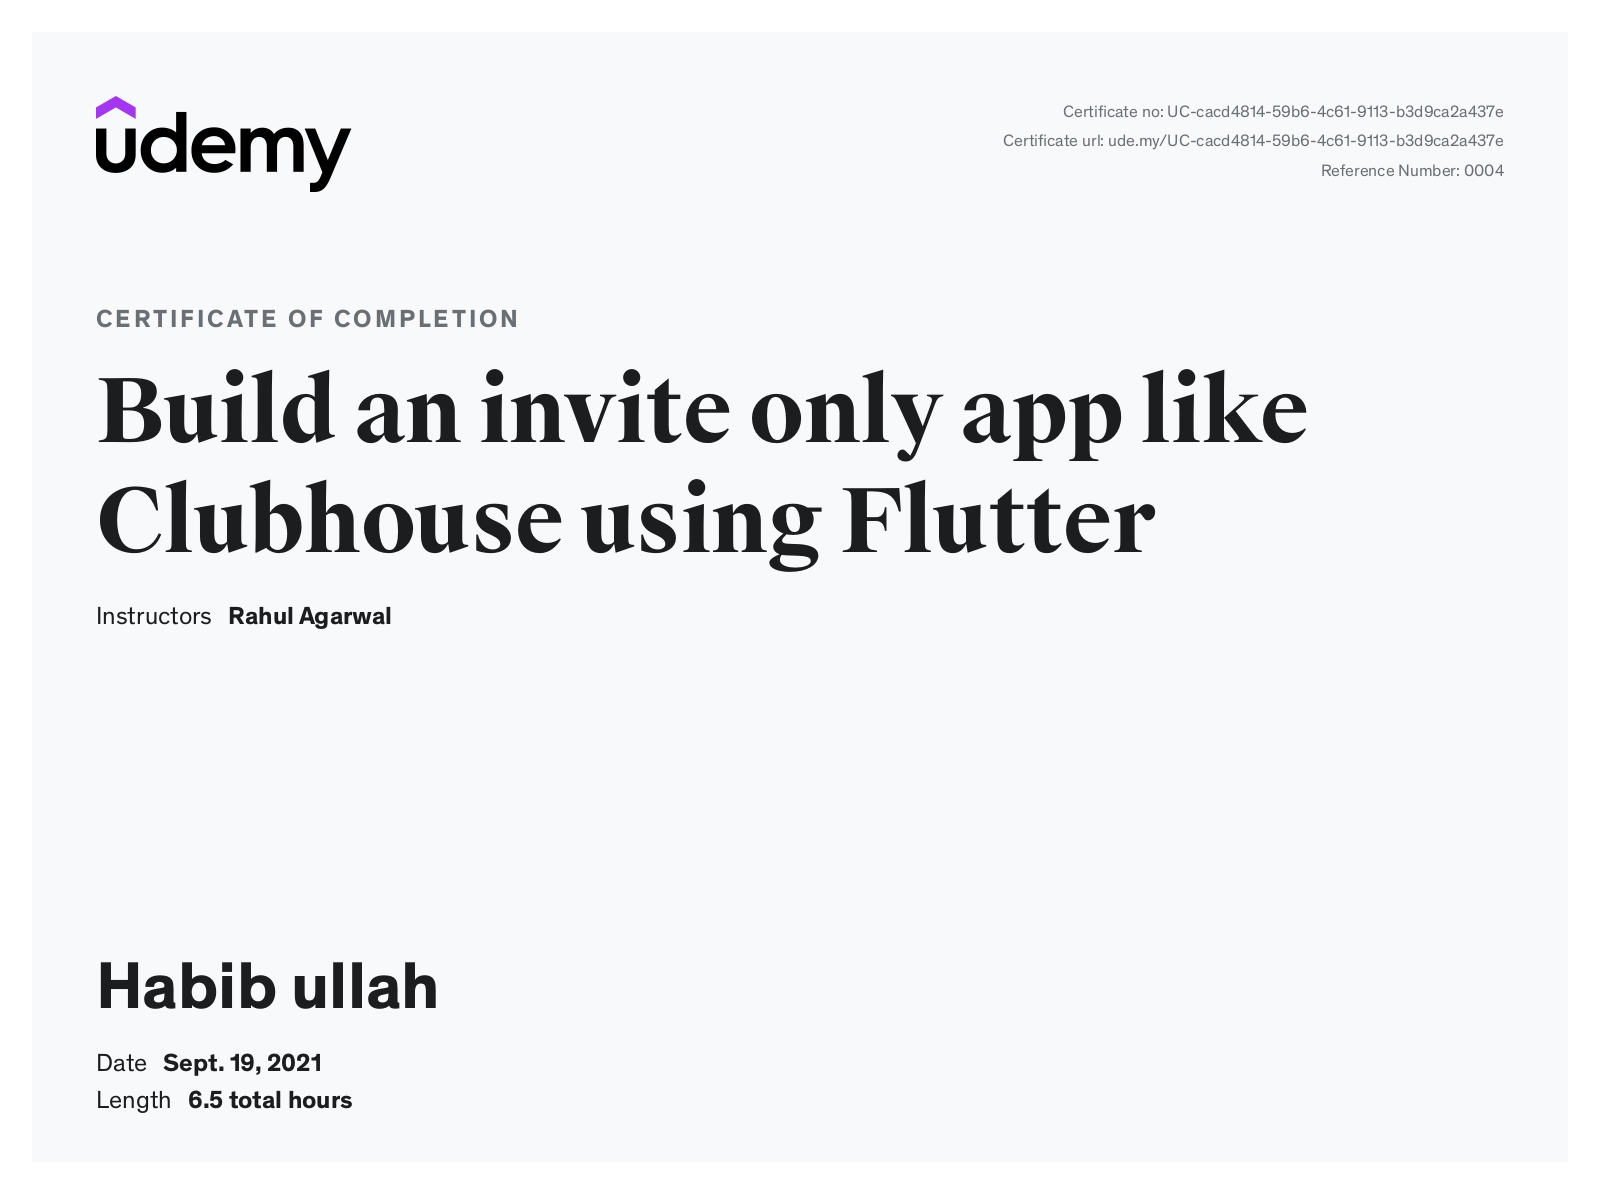 udemy
Certificate no: UC-cacd4814-59b6-4c61-9113-b3d9ca2a437e
Certificate url: ude.my/UC-cacd4814-59b6-4c61-9113-b3d9ca2a437e
Reference Number: 0004
CERTIFICATE OF COMPLETION
Build an invite only app like
Clubhouse using Flutter
Instructors Rahul Agarwal
Habib ullah
Date Sept. 19, 2021
Length 6.5 total hours